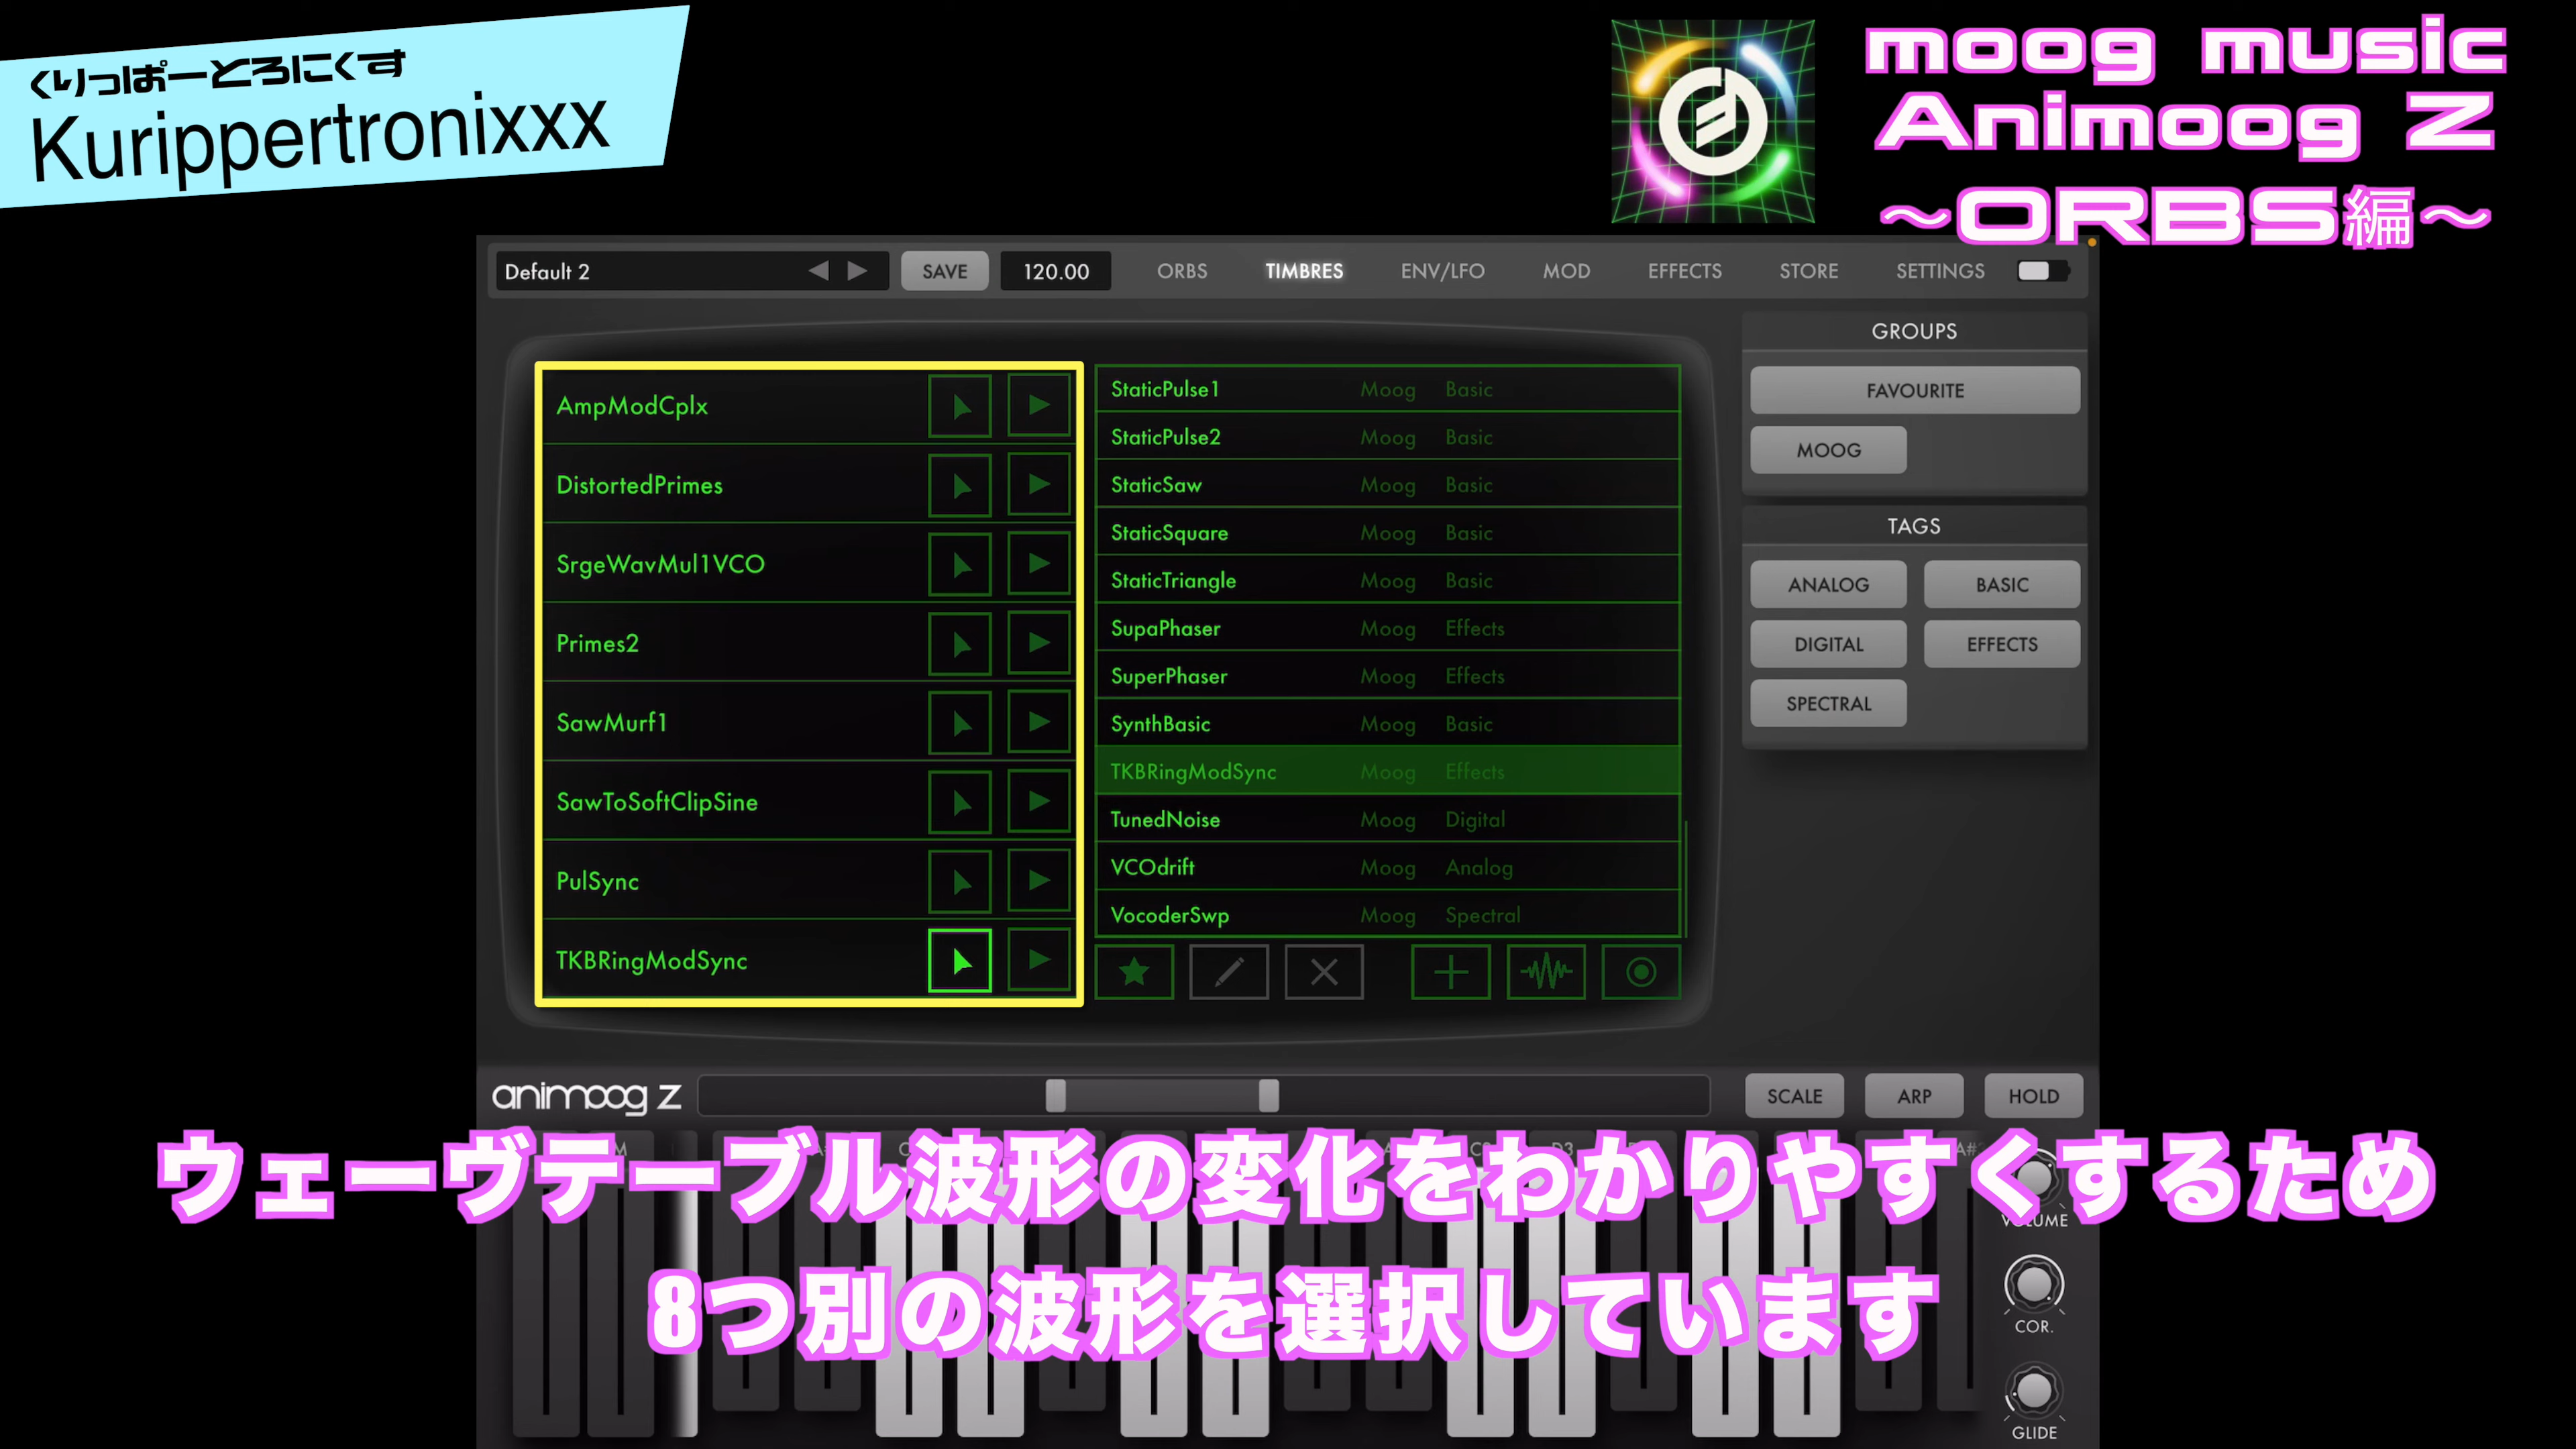 くりっぱーとろにくす
Kurippertronixxx
moog music
Animoog Z
～ORBS編～
Default 2
SAVE
120.00
ORBS
TIMBRES
ENV/LFO
MOD
EFFECTS
STORE
SETTINGS
AmpModCplx
DistortedPrimes
SrgeWavMul1VCO
Primes2
SawMurf1
SawToSoftClipSine
PulSync
TKBRingModSync
StaticPulse1 Moog Basic
StaticPulse2 Moog Basic
StaticSaw Moog Basic
StaticSquare Moog Basic
StaticTriangle Moog Basic
SupaPhaser Moog Effects
SuperPhaser Moog Effects
SynthBasic Moog Basic
TKBRingModSync Moog Effects
TunedNoise Moog Digital
VCOdrift Moog Analog
VocoderSwp Moog Spectral
GROUPS
FAVOURITE
MOOG
TAGS
ANALOG BASIC
DIGITAL EFFECTS
SPECTRAL
animoog Z
SCALE ARP HOLD
ウェーヴテーブル波形の変化をわかりやすくするため
8つ別の波形を選択しています
VOLUME
COR.
GLIDE